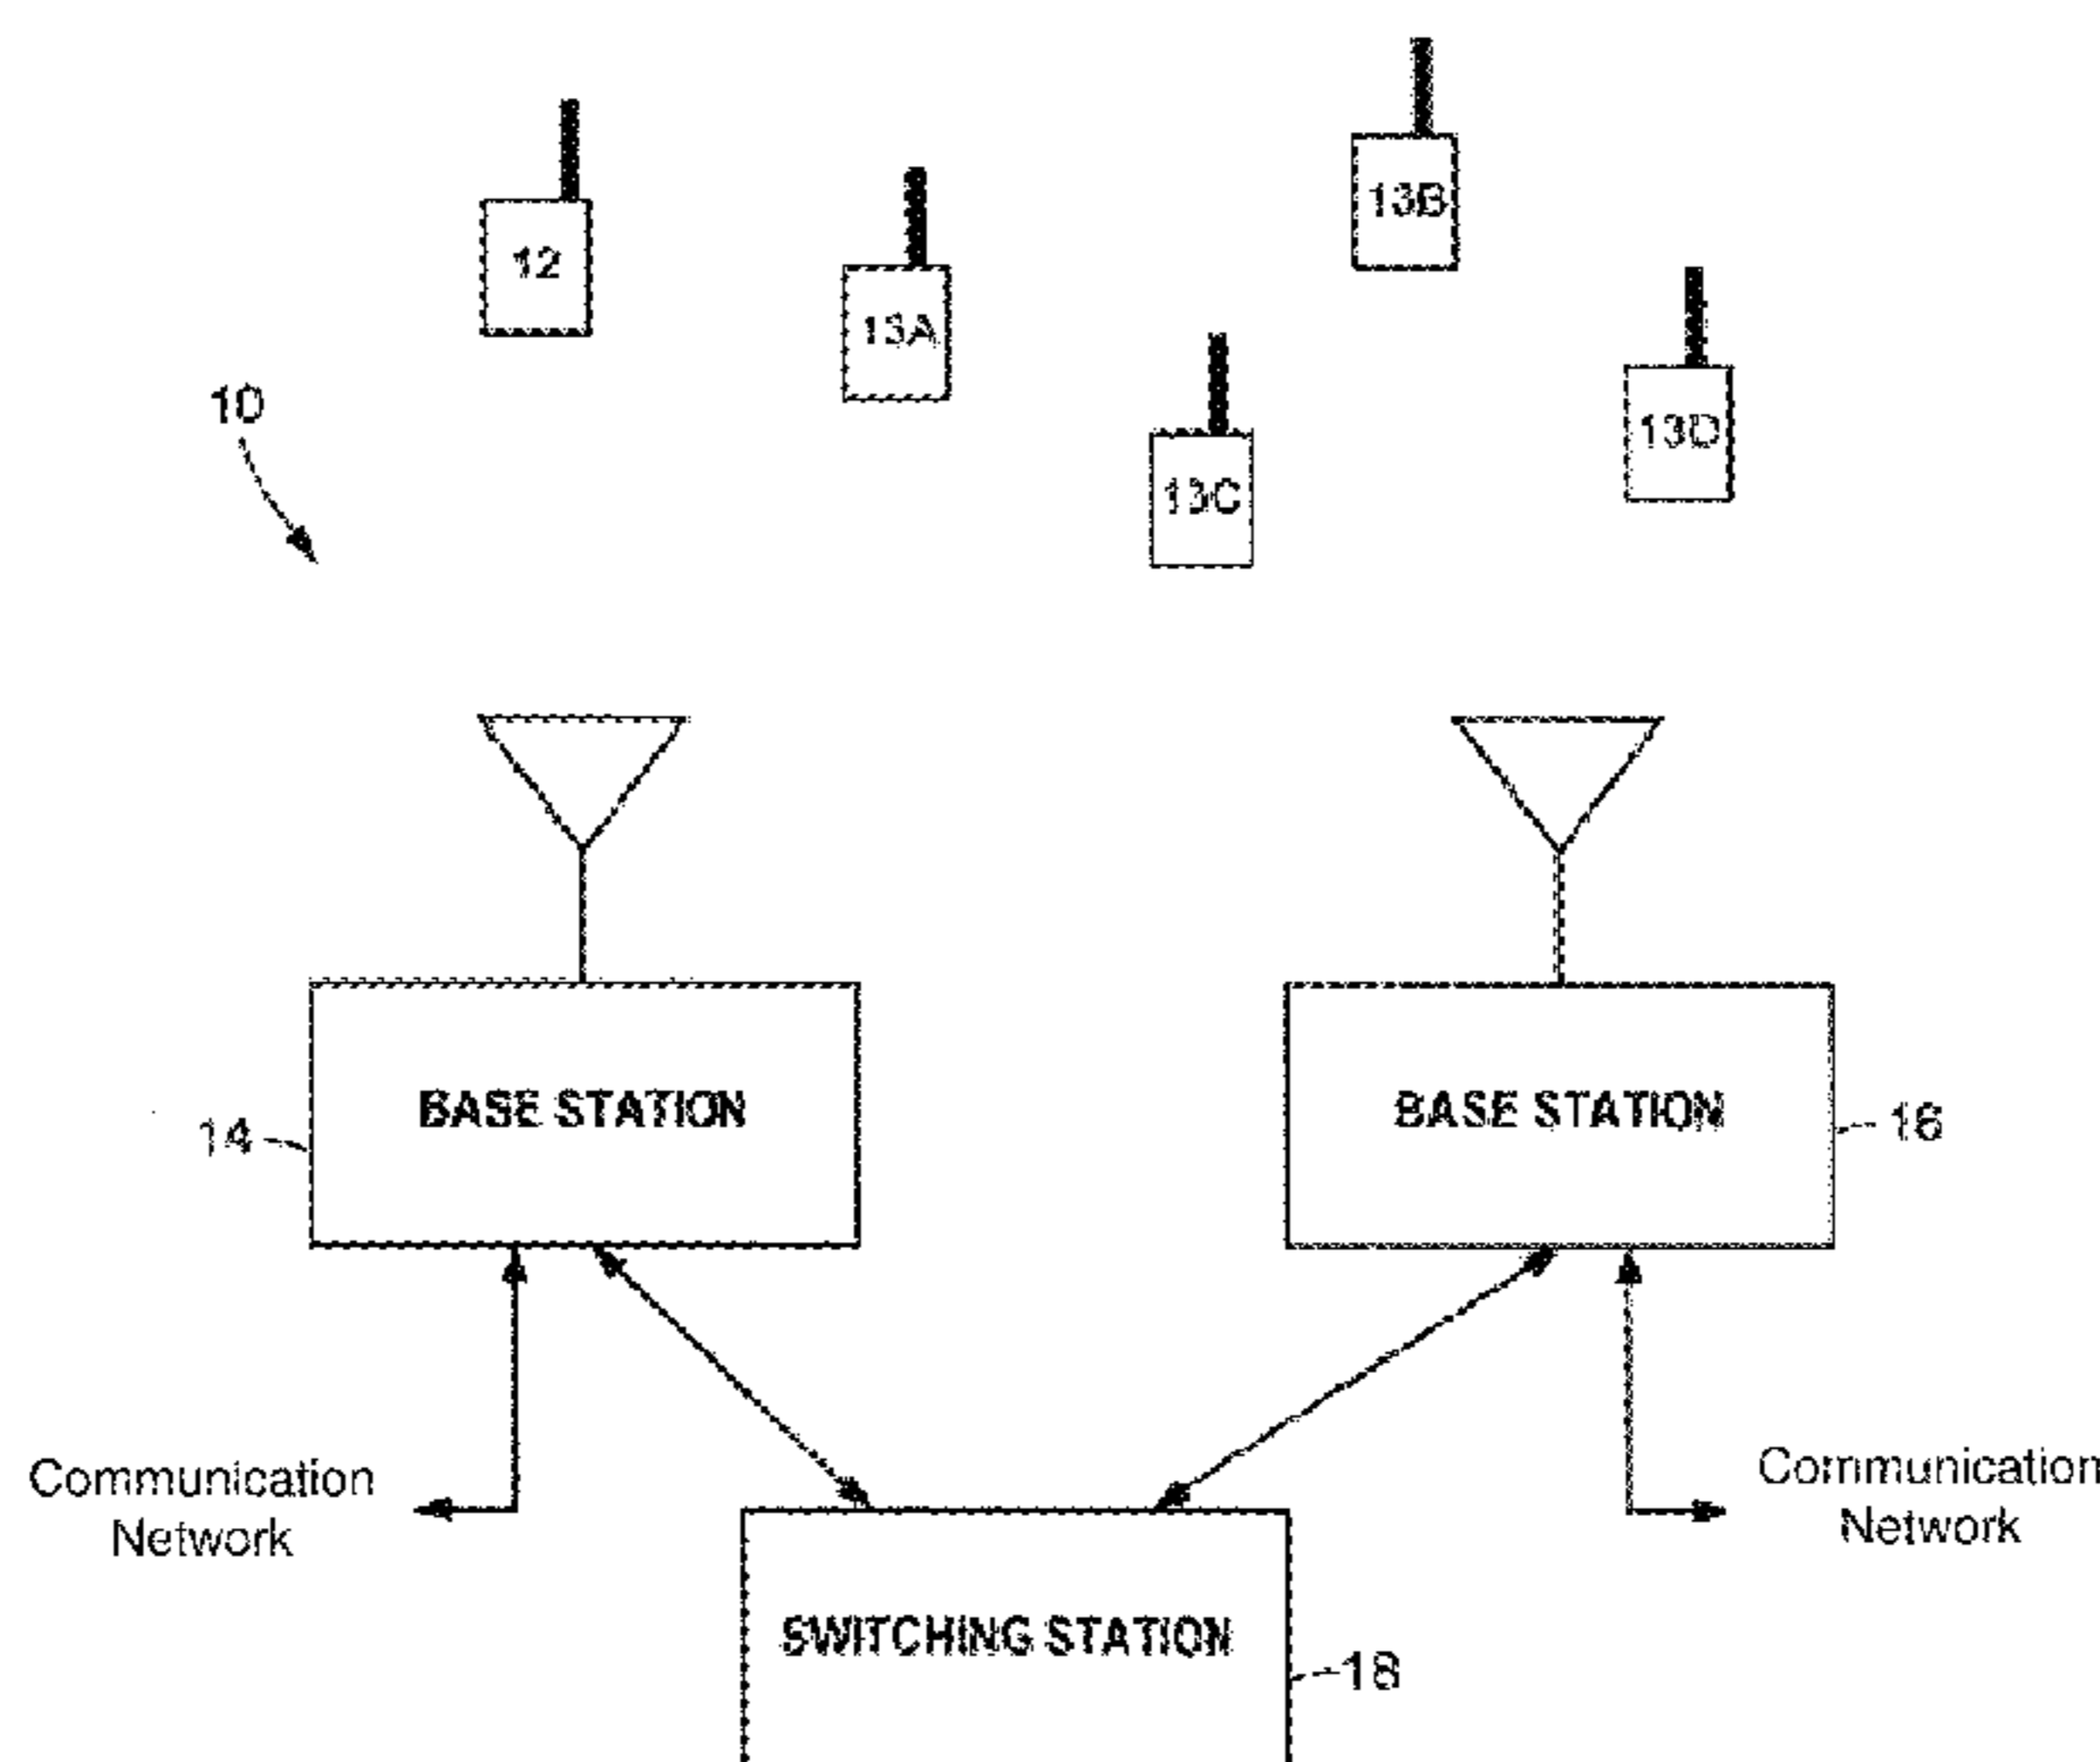 13B
12
13A
10
13D
13C
BASE STATION
BASE STATION
14
16
Communication
Network
Communication
Network
SWITCHING STATION
18